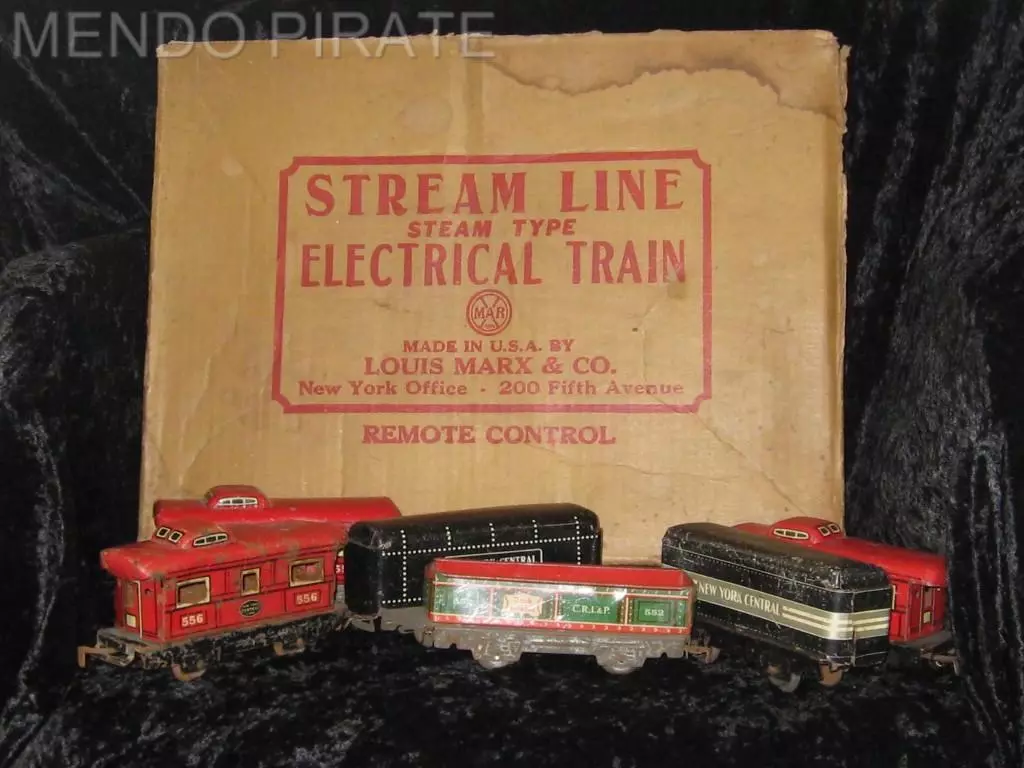 MENDO PIRATE
STREAM LINE
STEAM TYPE
ELECTRICAL TRAIN
MAR
MADE IN U.S.A. BY
LOUIS MARX & CO.
New York Office - 200 Fifth Avenue
REMOTE CONTROL
CENTRAL
556
556
C.R.I.&P.
552
NEW YORK CENTRAL